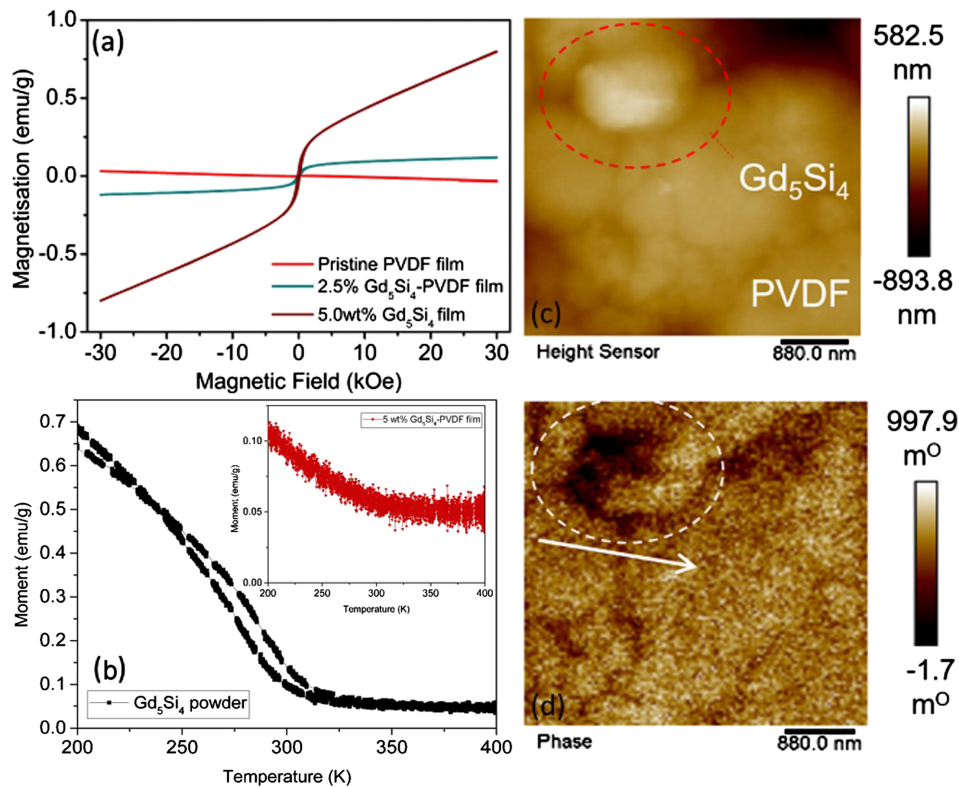 (a)
Magnetisation (emu/g)
1.0
0.5
0.0
-0.5
-1.0
Pristine PVDF film
2.5% Gd₅Si₄-PVDF film
5.0wt% Gd₅Si₄ film
-30 -20 -10 0 10 20 30
Magnetic Field (kOe)
(b)
Moment (emu/g)
0.7
0.6
0.5
0.4
0.3
0.2
0.1
0.0
Gd₅Si₄ powder
200 250 300 350 400
Temperature (K)
5 wt% Gd₅Si₄-PVDF film
Moment (emu/g)
0.10
0.05
0.00
200 250 300 350 400
Temperature (K)
Gd₅Si₄
PVDF
(c)
Height Sensor
880.0 nm
582.5
nm
-893.8
nm
(d)
Phase
880.0 nm
997.9
mᴼ
-1.7
mᴼ